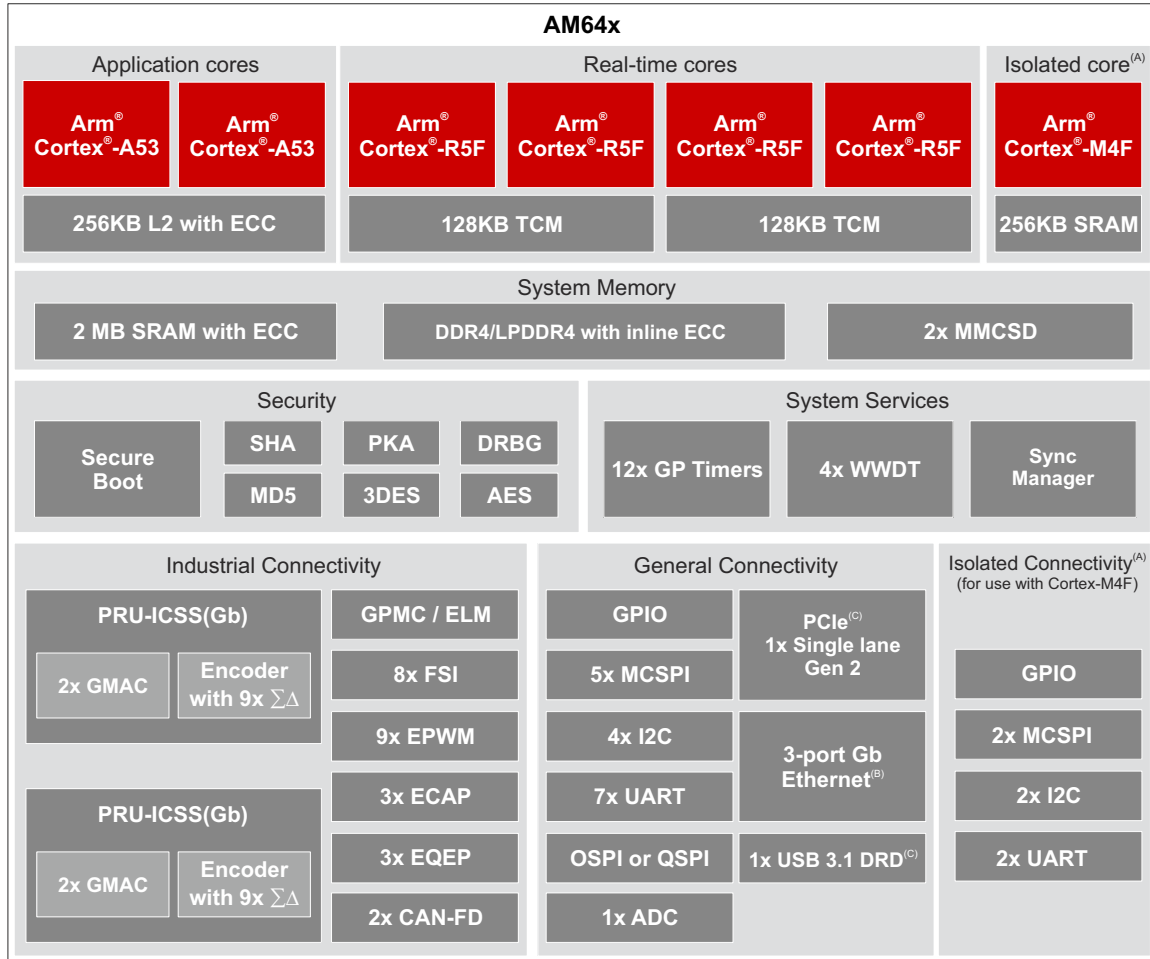 AM64x
Application cores
Arm®
Cortex®-A53
Arm®
Cortex®-A53
256KB L2 with ECC
Real-time cores
Arm®
Cortex®-R5F
Arm®
Cortex®-R5F
Arm®
Cortex®-R5F
Arm®
Cortex®-R5F
128KB TCM
128KB TCM
Isolated core(A)
Arm®
Cortex®-M4F
256KB SRAM
System Memory
2 MB SRAM with ECC
DDR4/LPDDR4 with inline ECC
2x MMCSD
Security
Secure
Boot
SHA
PKA
DRBG
MD5
3DES
AES
System Services
12x GP Timers
4x WWDT
Sync
Manager
Industrial Connectivity
PRU-ICSS(Gb)
2x GMAC
Encoder
with 9x ∑∆
PRU-ICSS(Gb)
2x GMAC
Encoder
with 9x ∑∆
GPMC / ELM
8x FSI
9x EPWM
3x ECAP
3x EQEP
2x CAN-FD
General Connectivity
GPIO
5x MCSPI
4x I2C
7x UART
OSPI or QSPI
1x ADC
PCIe(C)
1x Single lane
Gen 2
3-port Gb
Ethernet(B)
1x USB 3.1 DRD(C)
Isolated Connectivity(A)
(for use with Cortex-M4F)
GPIO
2x MCSPI
2x I2C
2x UART